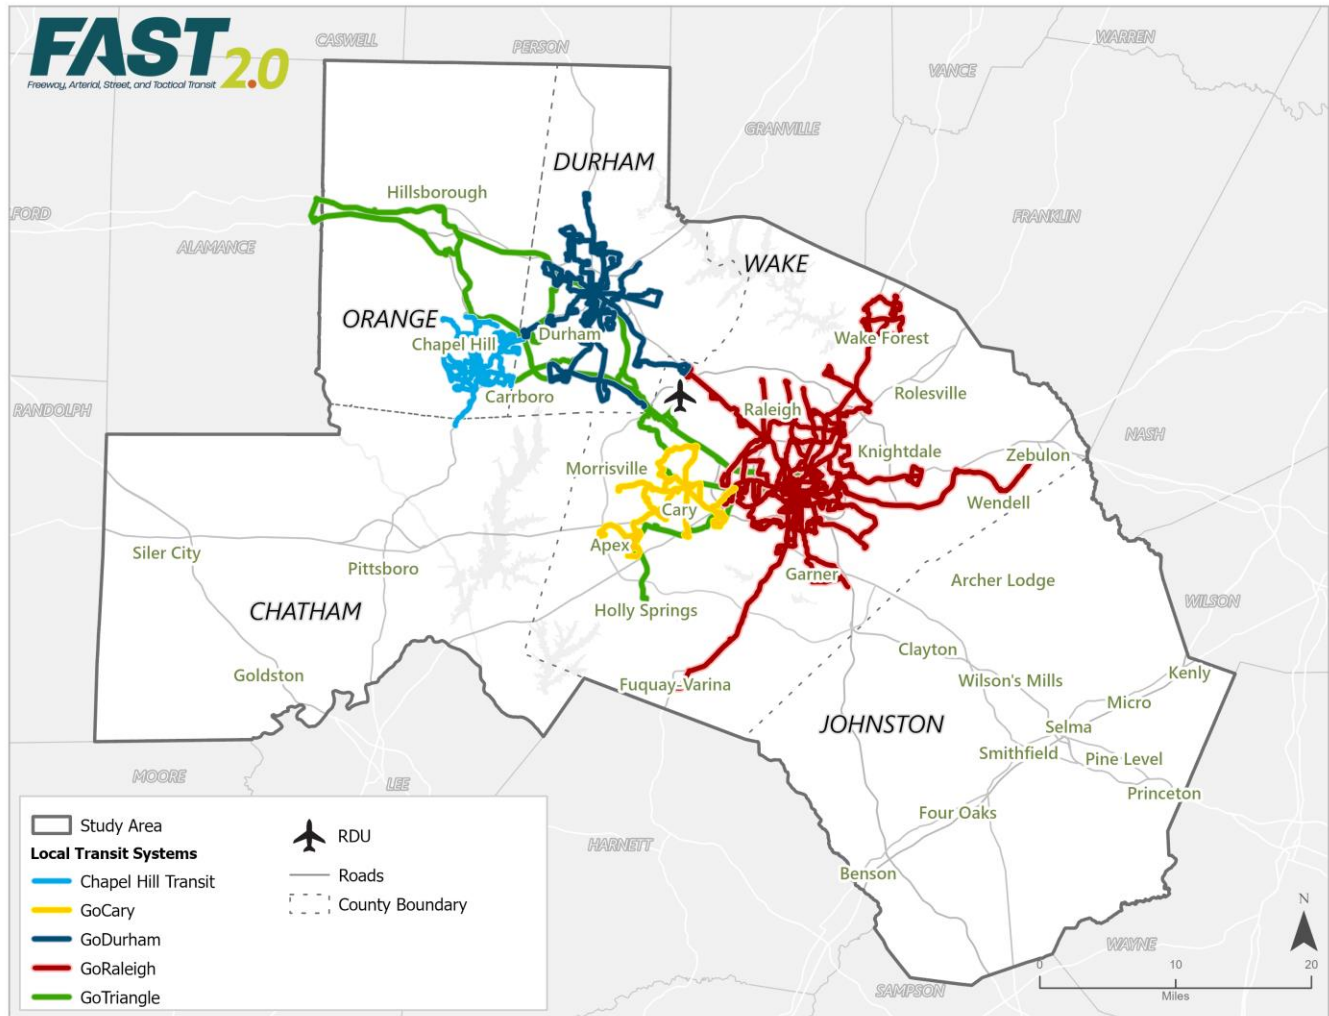 FAST 2.0
Freeway, Arterial, Street, and Tactical Transit
CASWELL
PERSON
WARREN
VANCE
GRANVILLE
DURHAM
Hillsborough
FORD
ALAMANCE
FRANKLIN
WAKE
ORANGE
Chapel Hill
Durham
Wake Forest
Carrboro
Rolesville
RANDOLPH
Raleigh
NASH
Knightdale
Zebulon
Morrisville
Wendell
Cary
Siler City
Apex
Pittsboro
Garner
Archer Lodge
CHATHAM
Holly Springs
WILSON
Clayton
Goldston
Fuquay-Varina
Wilson's Mills
Kenly
Micro
JOHNSTON
Selma
Smithfield
Pine Level
MOORE
LEE
Princeton
Four Oaks
HARNETT
Benson
WAYNE
SAMPSON
Study Area
Local Transit Systems
Chapel Hill Transit
GoCary
GoDurham
GoRaleigh
GoTriangle
RDU
Roads
County Boundary
N
0 10 20
Miles